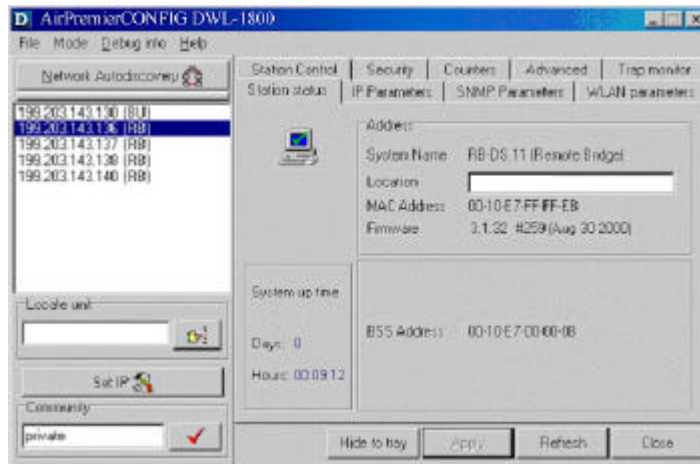 D AirPremierCONFIG DWL-1800
File Mode Debug info Help
Network Autodiscovery
199.203.143.130 (BU)
199.203.143.136 (RB)
199.203.143.137 (RB)
199.203.143.138 (RB)
199.203.143.140 (RB)
Locate unit
Set IP
Community
private
Station Control Security Counters Advanced Trap monitor
Station status IP Parameters SNMP Parameters WLAN parameters
Address
System Name RB-DS.11 (Remote Bridge)
Location
MAC Address 00-10-E7-FF-FF-EB
Firmware 3.1.32 #259 (Aug 30 2000)
System up time
Days: 0
Hours: 00:09:12
BSS Address 00-10-E7-00-00-0B
Hide to tray Apply Refresh Close